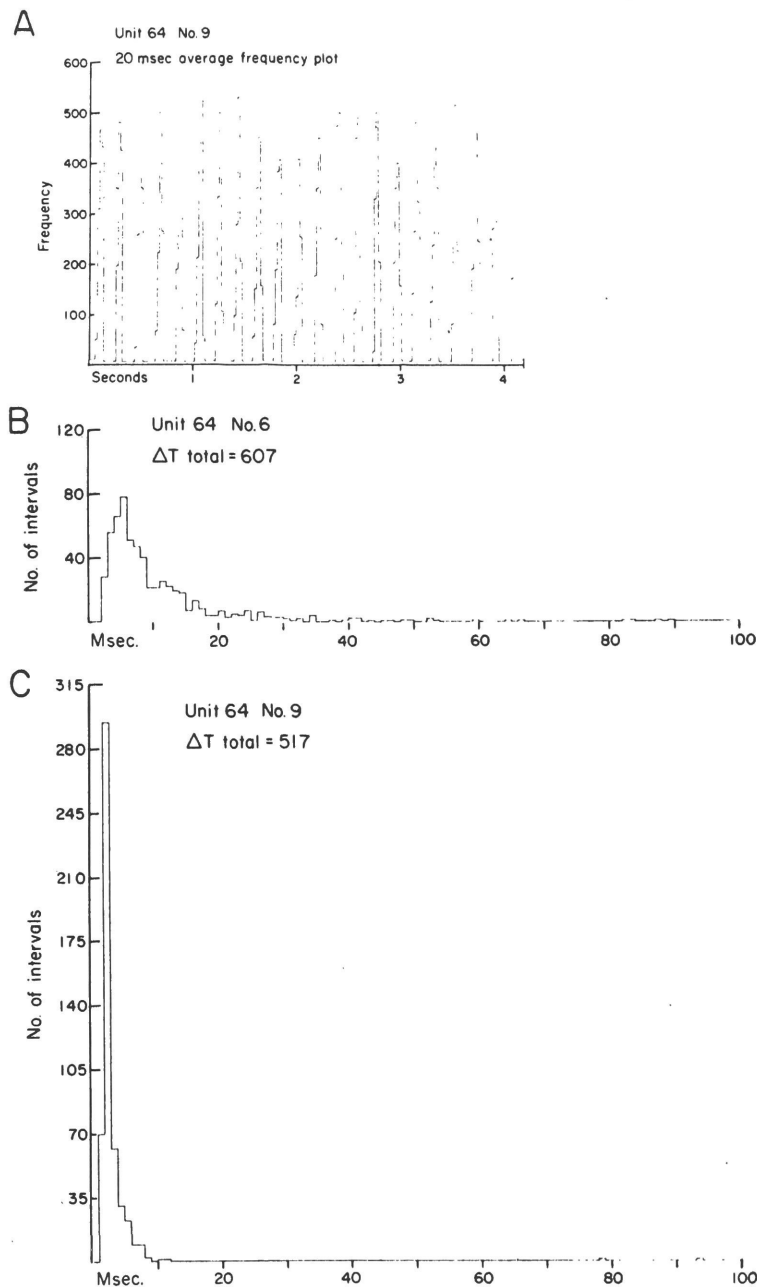 A
Unit 64 No. 9
20 msec average frequency plot
600
500
400
300
200
100
Frequency
Seconds 1 2 3 4
B
Unit 64 No. 6
ΔT total = 607
120
80
40
No. of intervals
Msec. 20 40 60 80 100
C
Unit 64 No. 9
ΔT total = 517
315
280
245
210
175
140
105
70
35
No. of intervals
Msec. 20 40 60 80 100